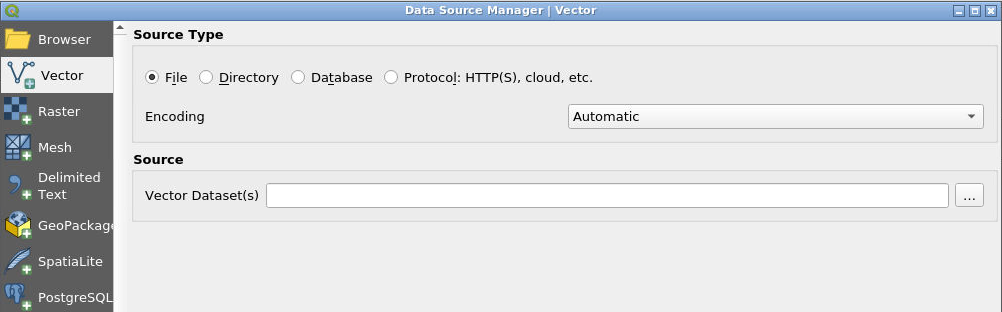 Data Source Manager | Vector
Browser
Vector
Raster
Mesh
Delimited
Text
GeoPackage
SpatiaLite
PostgreSQL
Source Type
File Directory Database Protocol: HTTP(S), cloud, etc.
Encoding Automatic
Source
Vector Dataset(s) ...